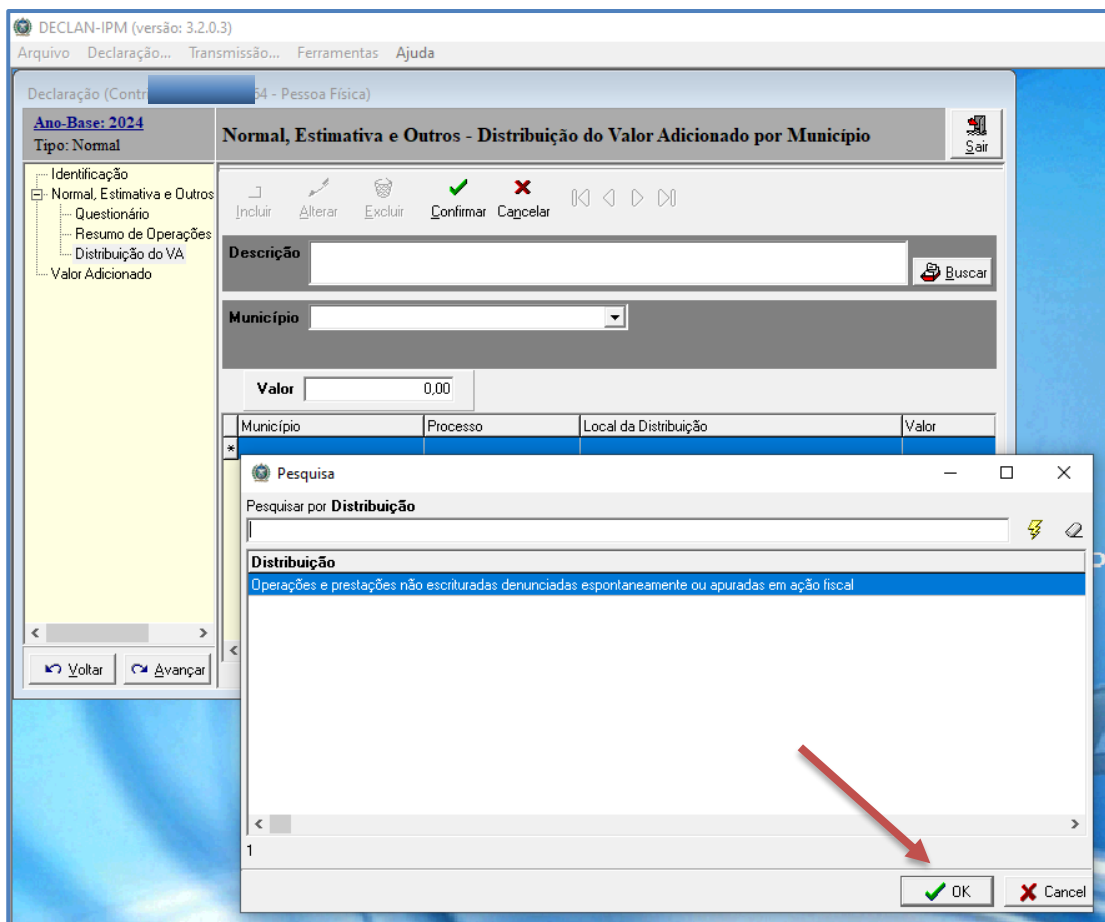 DECLAN-IPM (versão: 3.2.0.3)
Arquivo Declaração... Transmissão... Ferramentas Ajuda
Declaração (Contr 64 - Pessoa Física)
Ano-Base: 2024
Tipo: Normal
Normal, Estimativa e Outros - Distribuição do Valor Adicionado por Município
Sair
Identificação
Normal, Estimativa e Outros
Questionário
Resumo de Operações
Distribuição do VA
Valor Adicionado
Incluir Alterar Excluir Confirmar Cancelar
Descrição
Buscar
Município
Valor 0,00
Município Processo Local da Distribuição Valor
*
Pesquisa
Pesquisar por Distribuição
Distribuição
Operações e prestações não escrituradas denunciadas espontaneamente ou apuradas em ação fiscal
1
Voltar Avançar
OK Cancel